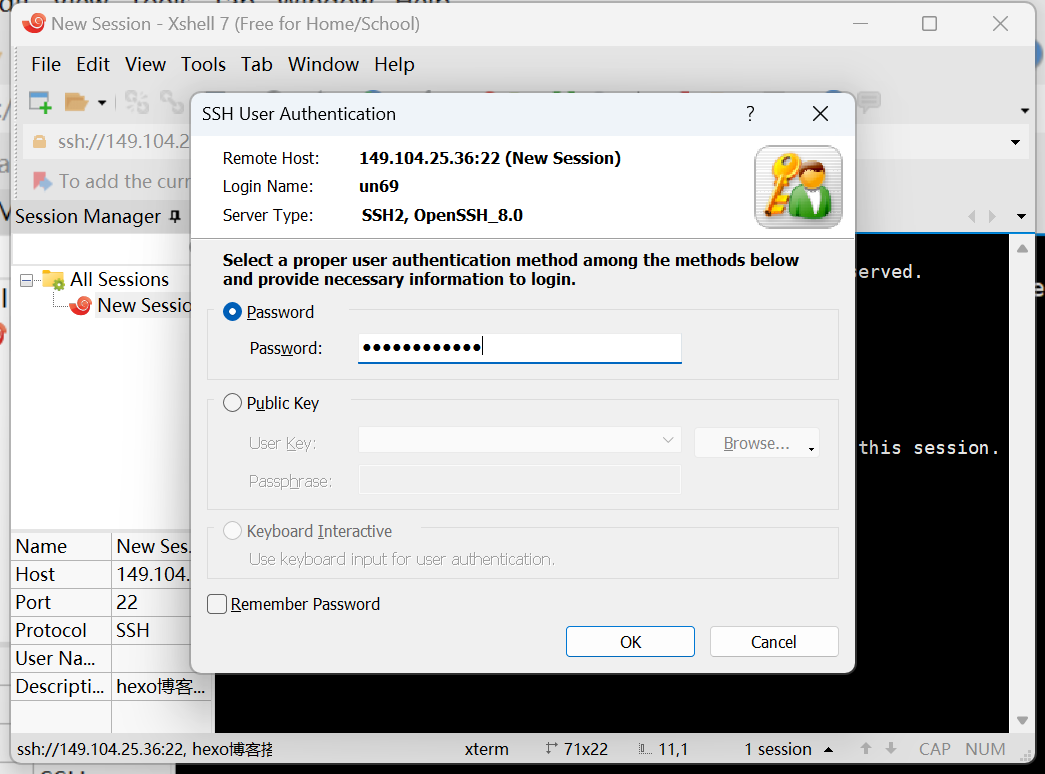 New Session - Xshell 7 (Free for Home/School)
File Edit View Tools Tab Window Help
ssh://149.104.2
To add the curr
Session Manager
All Sessions
New Sessio
Name New Ses.
Host 149.104.
Port 22
Protocol SSH
User Na...
Descripti... hexo博客...
SSH User Authentication
?
Remote Host: 149.104.25.36:22 (New Session)
Login Name: un69
Server Type: SSH2, OpenSSH_8.0
Select a proper user authentication method among the methods below
and provide necessary information to login.
Password
Password: ●●●●●●●●●●●●
Public Key
User Key:
Browse...
Passphrase:
Keyboard Interactive
Use keyboard input for user authentication.
Remember Password
OK Cancel
erved.
this session.
ssh://149.104.25.36:22, hexo博客搭 xterm 71x22 11,1 1 session CAP NUM